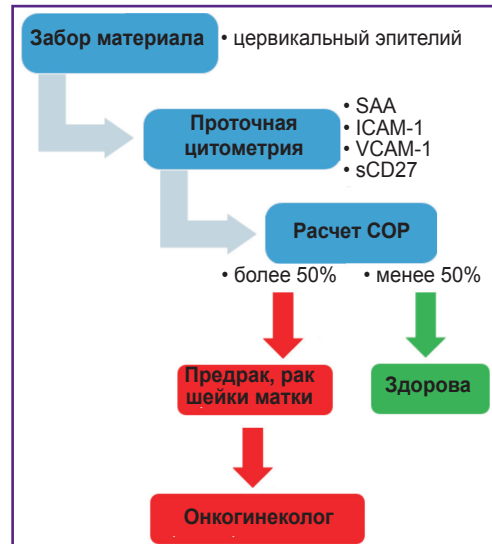 Забор материала
• цервикальный эпителий
Проточная
цитометрия
• SAA
• ICAM-1
• VCAM-1
• sCD27
Расчет СОР
• более 50%
• менее 50%
Предрак, рак
шейки матки
Здорова
Онкогинеколог